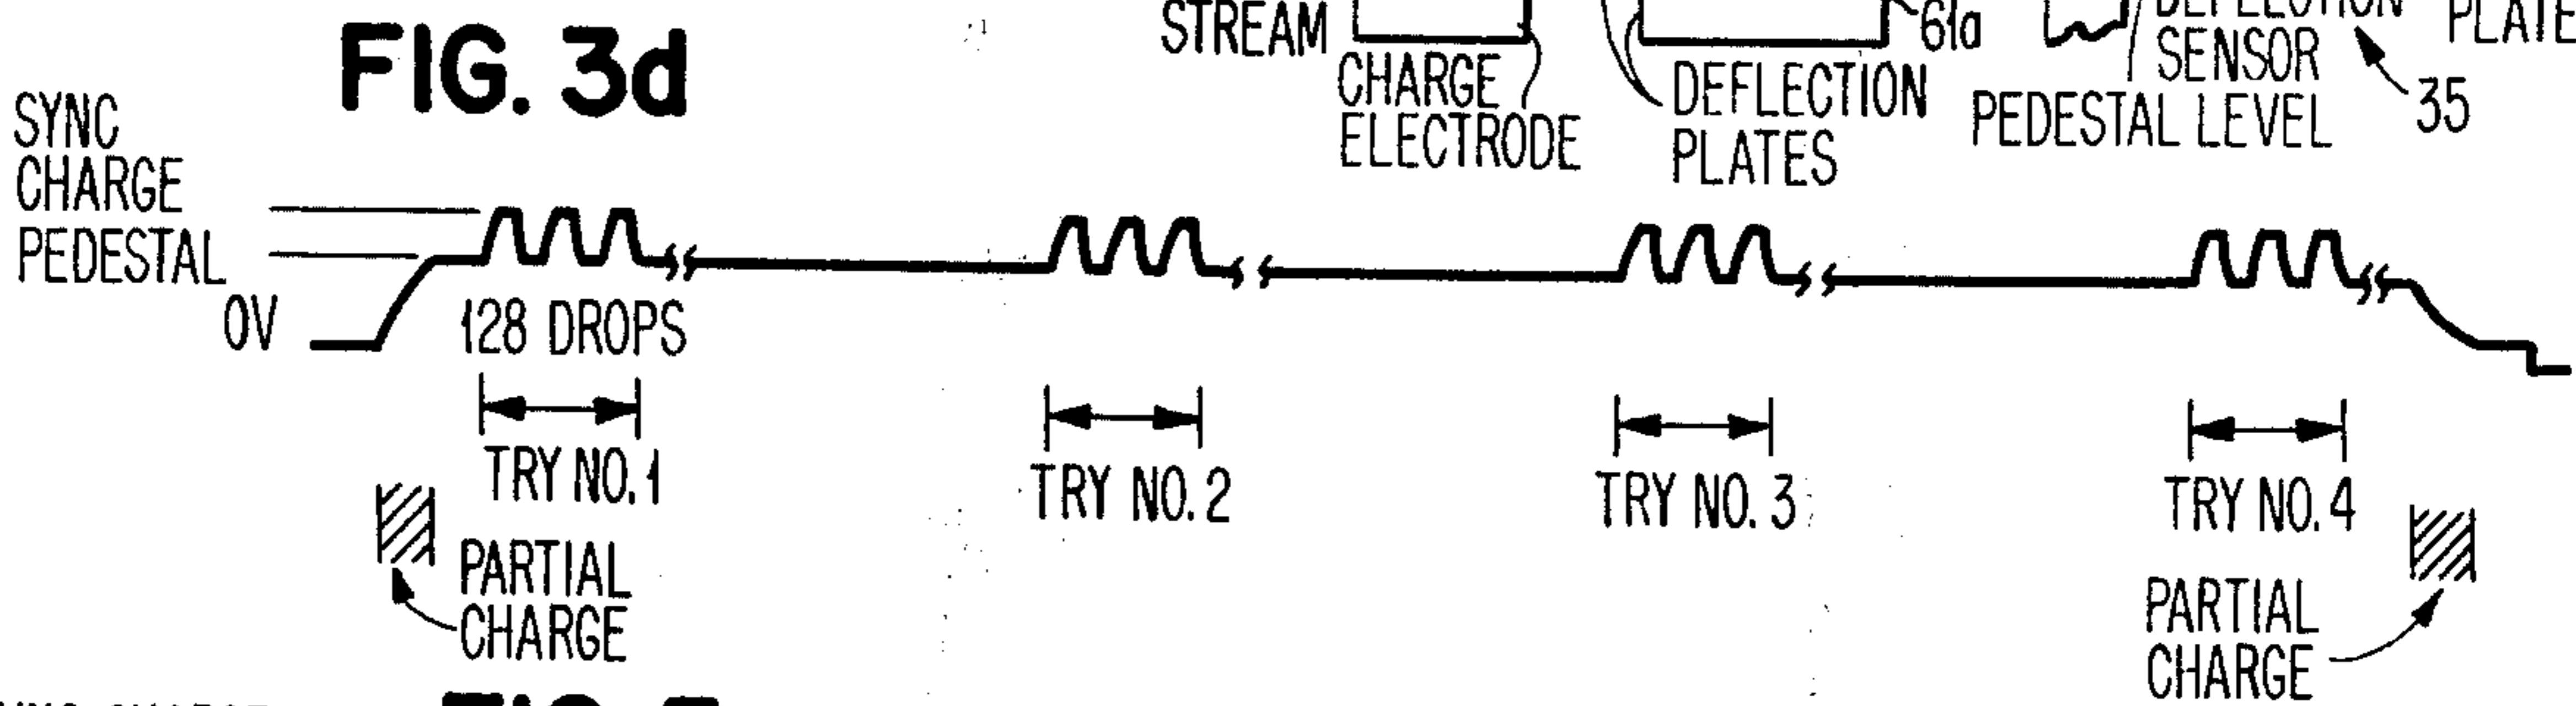 FIG. 3d
STREAM
CHARGE
ELECTRODE
DEFLECTION
PLATES
61a
DEFLECTION
SENSOR
PEDESTAL LEVEL
PLATE
35
SYNC
CHARGE
PEDESTAL
0V
128 DROPS
TRY NO. 1
TRY NO. 2
TRY NO. 3
TRY NO. 4
PARTIAL
CHARGE
PARTIAL
CHARGE